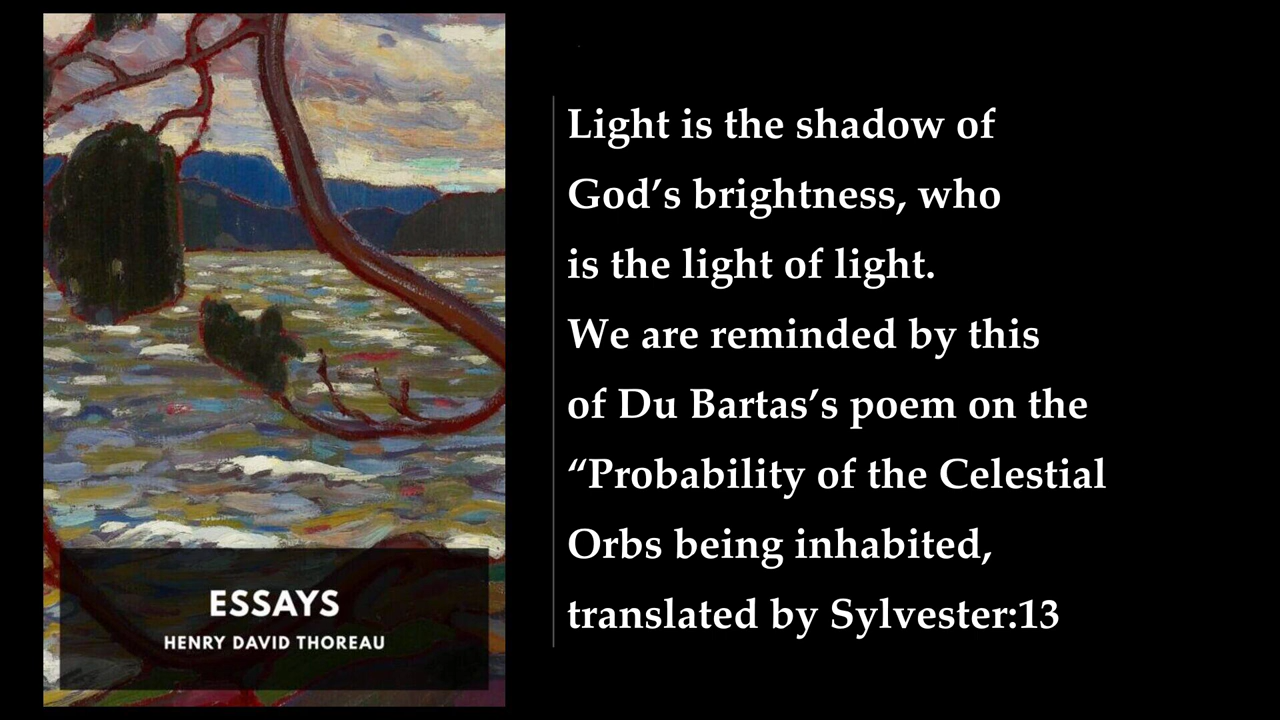 ESSAYS
HENRY DAVID THOREAU
Light is the shadow of
God’s brightness, who
is the light of light.
We are reminded by this
of Du Bartas’s poem on the
“Probability of the Celestial
Orbs being inhabited,
translated by Sylvester:13